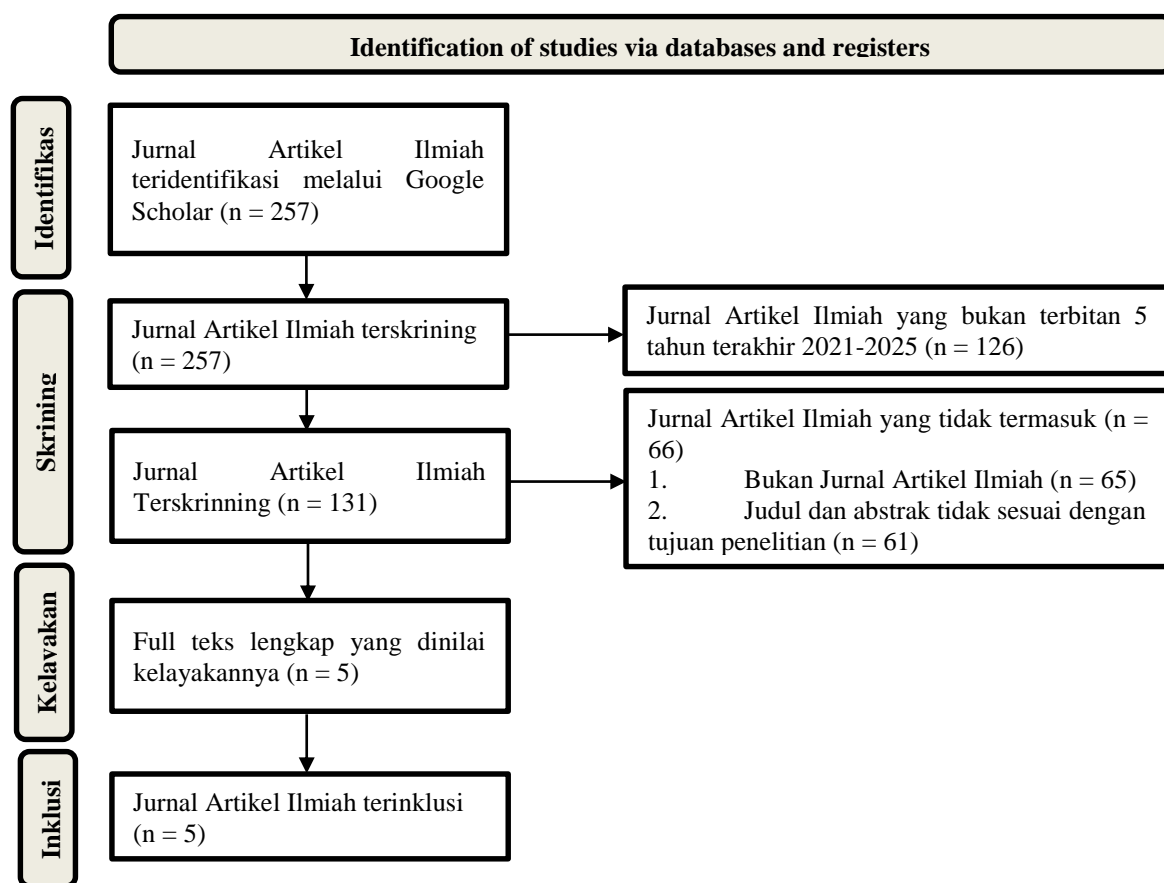 Identification of studies via databases and registers
Identifikas
Jurnal Artikel Ilmiah
teridentifikasi melalui Google
Scholar (n = 257)
Skrining
Jurnal Artikel Ilmiah terskrining
(n = 257)
Jurnal Artikel Ilmiah yang bukan terbitan 5
tahun terakhir 2021-2025 (n = 126)
Jurnal Artikel Ilmiah
Terskrinning (n = 131)
Jurnal Artikel Ilmiah yang tidak termasuk (n =
66)
1. Bukan Jurnal Artikel Ilmiah (n = 65)
2. Judul dan abstrak tidak sesuai dengan
tujuan penelitian (n = 61)
Kelayakan
Full teks lengkap yang dinilai
kelayakannya (n = 5)
Inklusi
Jurnal Artikel Ilmiah terinklusi
(n = 5)